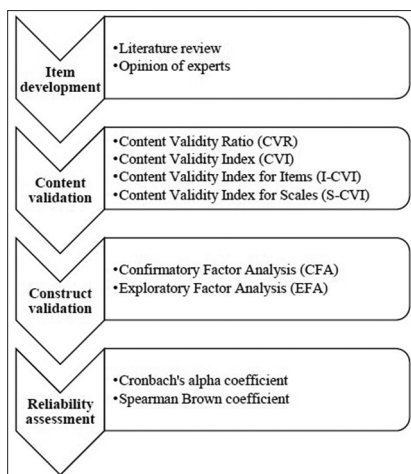 Item
development
•Literature review
•Opinion of experts
Content
validation
•Content Validity Ratio (CVR)
•Content Validity Index (CVI)
•Content Validity Index for Items (I-CVI)
•Content Validity Index for Scales (S-CVI)
Construct
validation
•Confirmatory Factor Analysis (CFA)
•Exploratory Factor Analysis (EFA)
Reliability
assessment
•Cronbach's alpha coefficient
•Spearman Brown coefficient